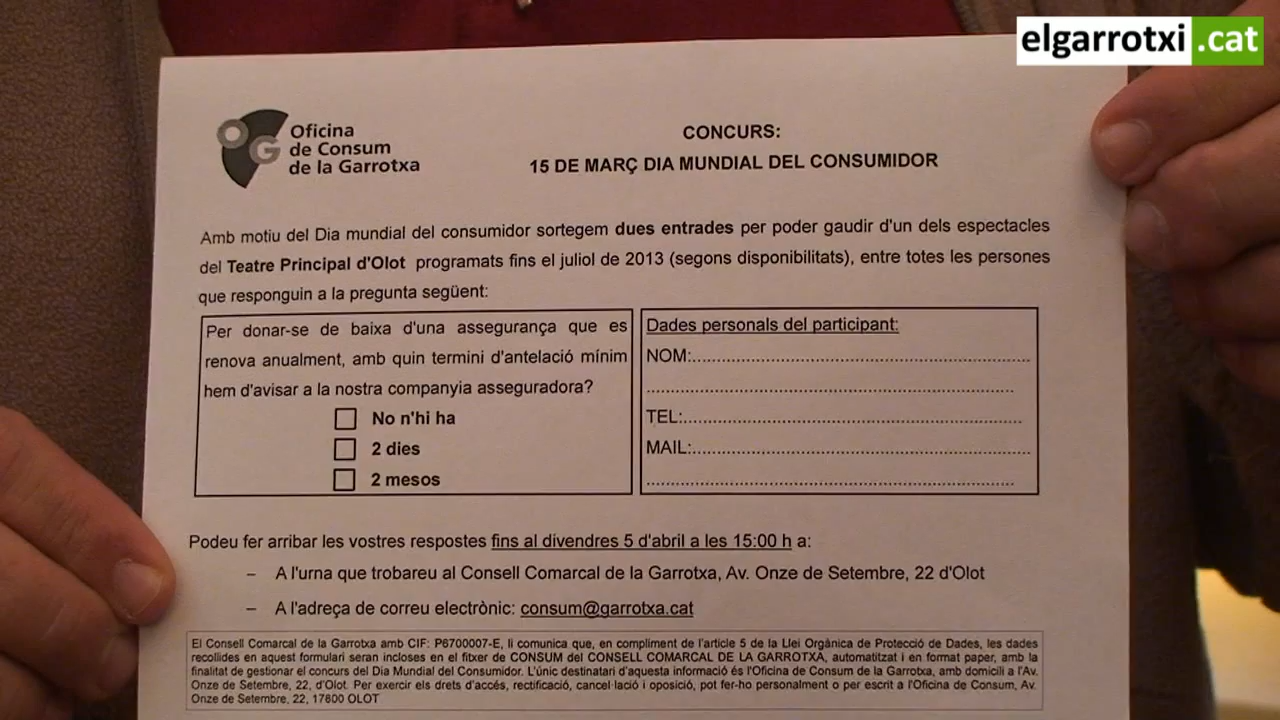 elgarrotxi.cat
OG
Oficina
de Consum
de la Garrotxa
CONCURS:
15 DE MARÇ DIA MUNDIAL DEL CONSUMIDOR
Amb motiu del Dia mundial del consumidor sortegem dues entrades per poder gaudir d'un dels espectacles
del Teatre Principal d'Olot programats fins el juliol de 2013 (segons disponibilitats), entre totes les persones
que responguin a la pregunta següent:
Per donar-se de baixa d'una assegurança que es
renova anualment, amb quin termini d'antelació mínim
hem d'avisar a la nostra companyia asseguradora?
No n'hi ha
2 dies
2 mesos
Dades personals del participant:
NOM:
TEL:
MAIL:
Podeu fer arribar les vostres respostes fins al divendres 5 d'abril a les 15:00 h a:
– A l'urna que trobareu al Consell Comarcal de la Garrotxa, Av. Onze de Setembre, 22 d'Olot
– A l'adreça de correu electrònic: consum@garrotxa.cat
El Consell Comarcal de la Garrotxa amb CIF: P6700007-E, li comunica que, en compliment de l'article 5 de la Llei Orgànica de Protecció de Dades, les dades
recollides en aquest formulari seran incloses en el fitxer de CONSUM del CONSELL COMARCAL DE LA GARROTXA, automatitzat i en format paper, amb la
finalitat de gestionar el concurs del Dia Mundial del Consumidor. L'únic destinatari d'aquesta informació és l'Oficina de Consum de la Garrotxa, amb domicili a l'Av.
Onze de Setembre, 22, d'Olot. Per exercir els drets d'accés, rectificació, cancel·lació i oposició, pot fer-ho personalment o per escrit a l'Oficina de Consum, Av.
Onze de Setembre, 22, 17800 OLOT